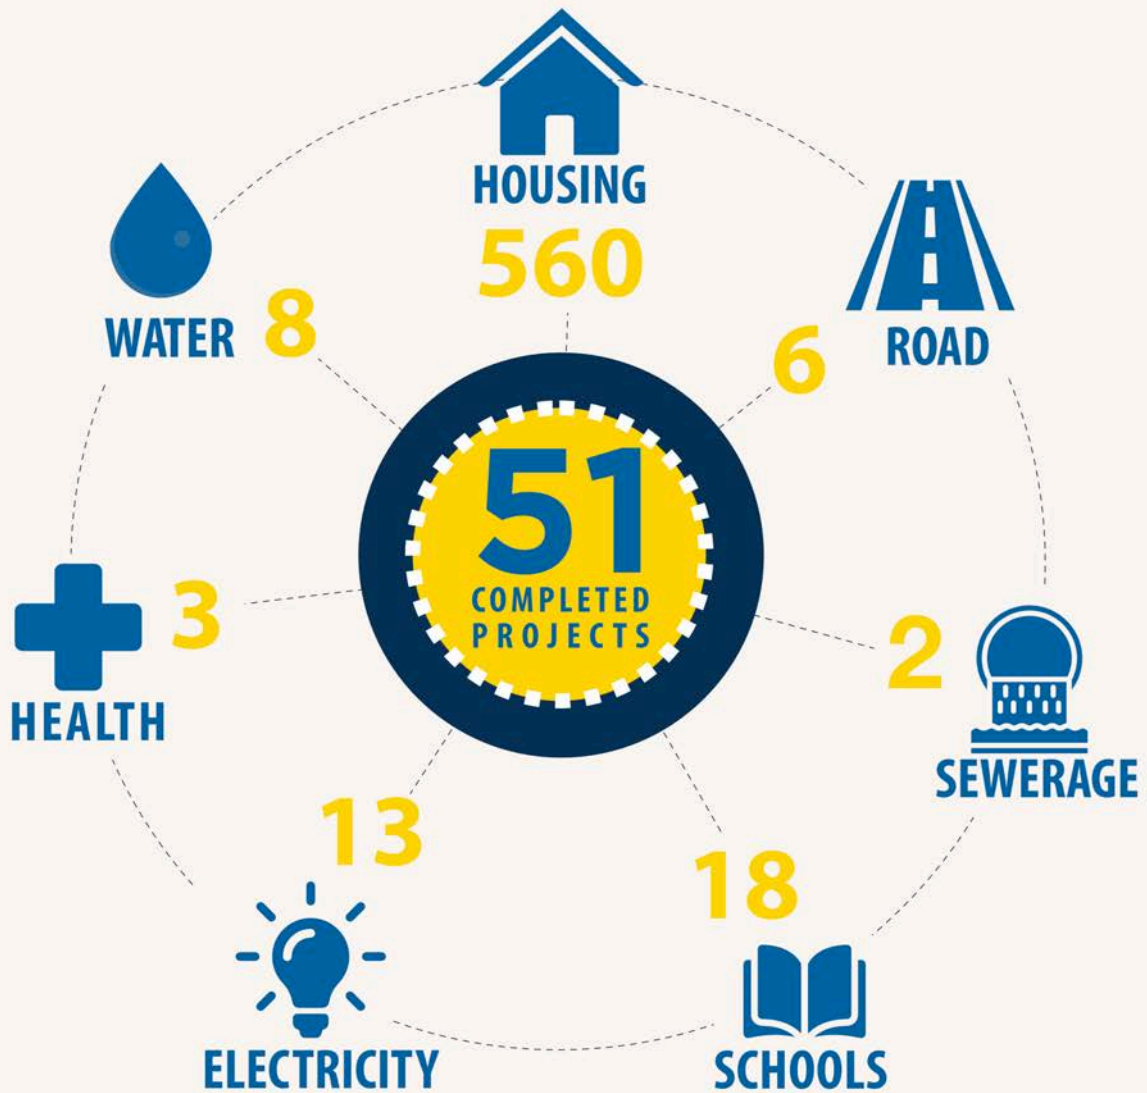 HOUSING
560
WATER 8
6 ROAD
51
COMPLETED
PROJECTS
3
HEALTH
2
SEWERAGE
13
ELECTRICITY
18
SCHOOLS